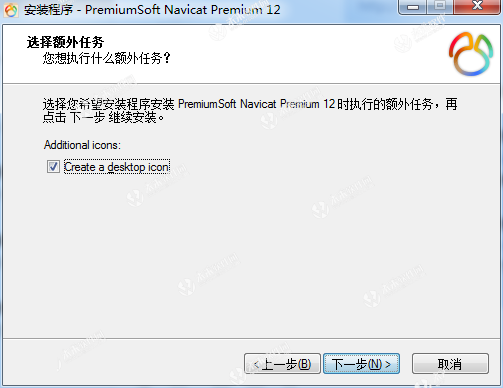 安装程序 - PremiumSoft Navicat Premium 12
选择额外任务
您想执行什么额外任务？
选择您希望安装程序安装 PremiumSoft Navicat Premium 12 时执行的额外任务，再
点击 下一步 继续安装。
Additional icons:
Create a desktop icon
< 上一步(B)
下一步(N) >
取消